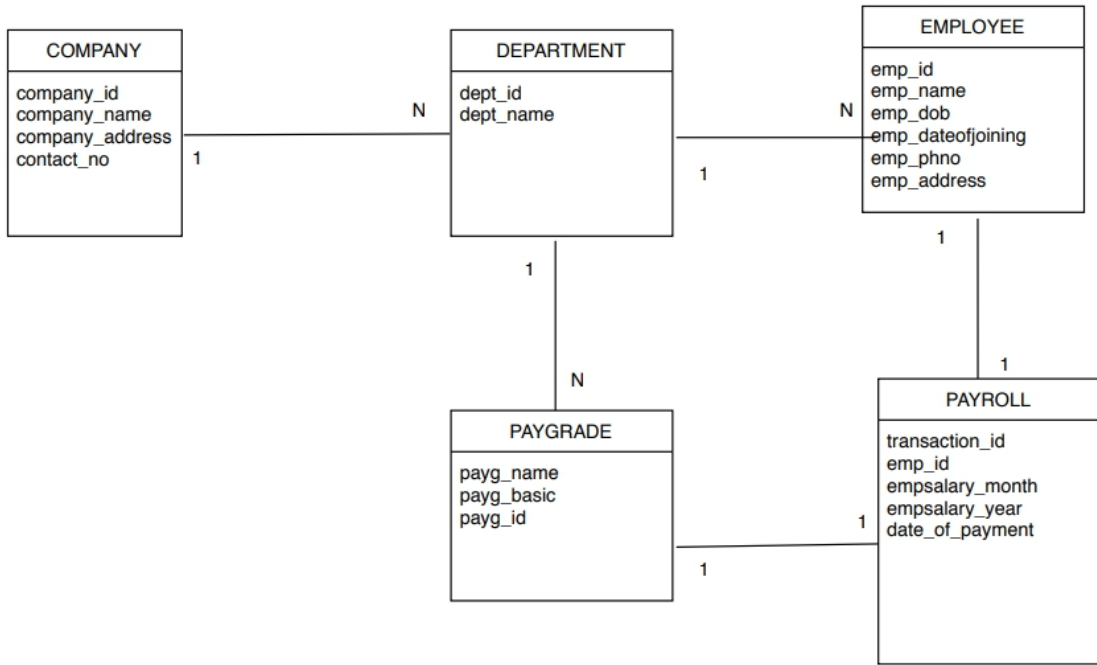 COMPANY
company_id
company_name
company_address
contact_no
1
N
DEPARTMENT
dept_id
dept_name
1
N
EMPLOYEE
emp_id
emp_name
emp_dob
emp_dateofjoining
emp_phno
emp_address
1
1
1
N
PAYGRADE
payg_name
payg_basic
payg_id
1
1
PAYROLL
transaction_id
emp_id
empsalary_month
empsalary_year
date_of_payment